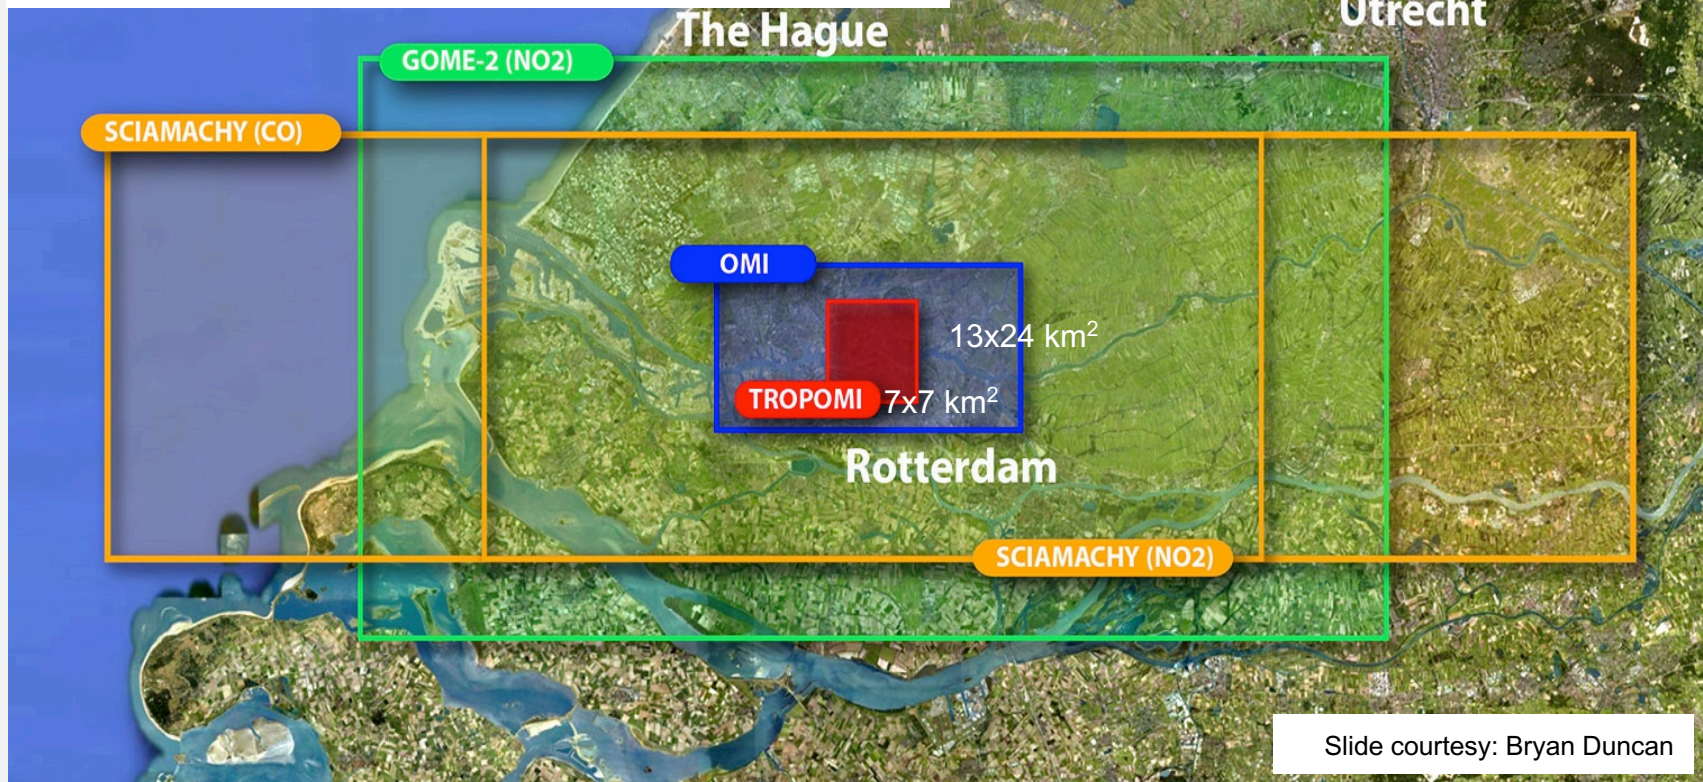 Utrecht
The Hague
GOME-2 (NO2)
SCIAMACHY (CO)
OMI
13x24 km²
TROPOMI 7x7 km²
Rotterdam
SCIAMACHY (NO2)
Slide courtesy: Bryan Duncan